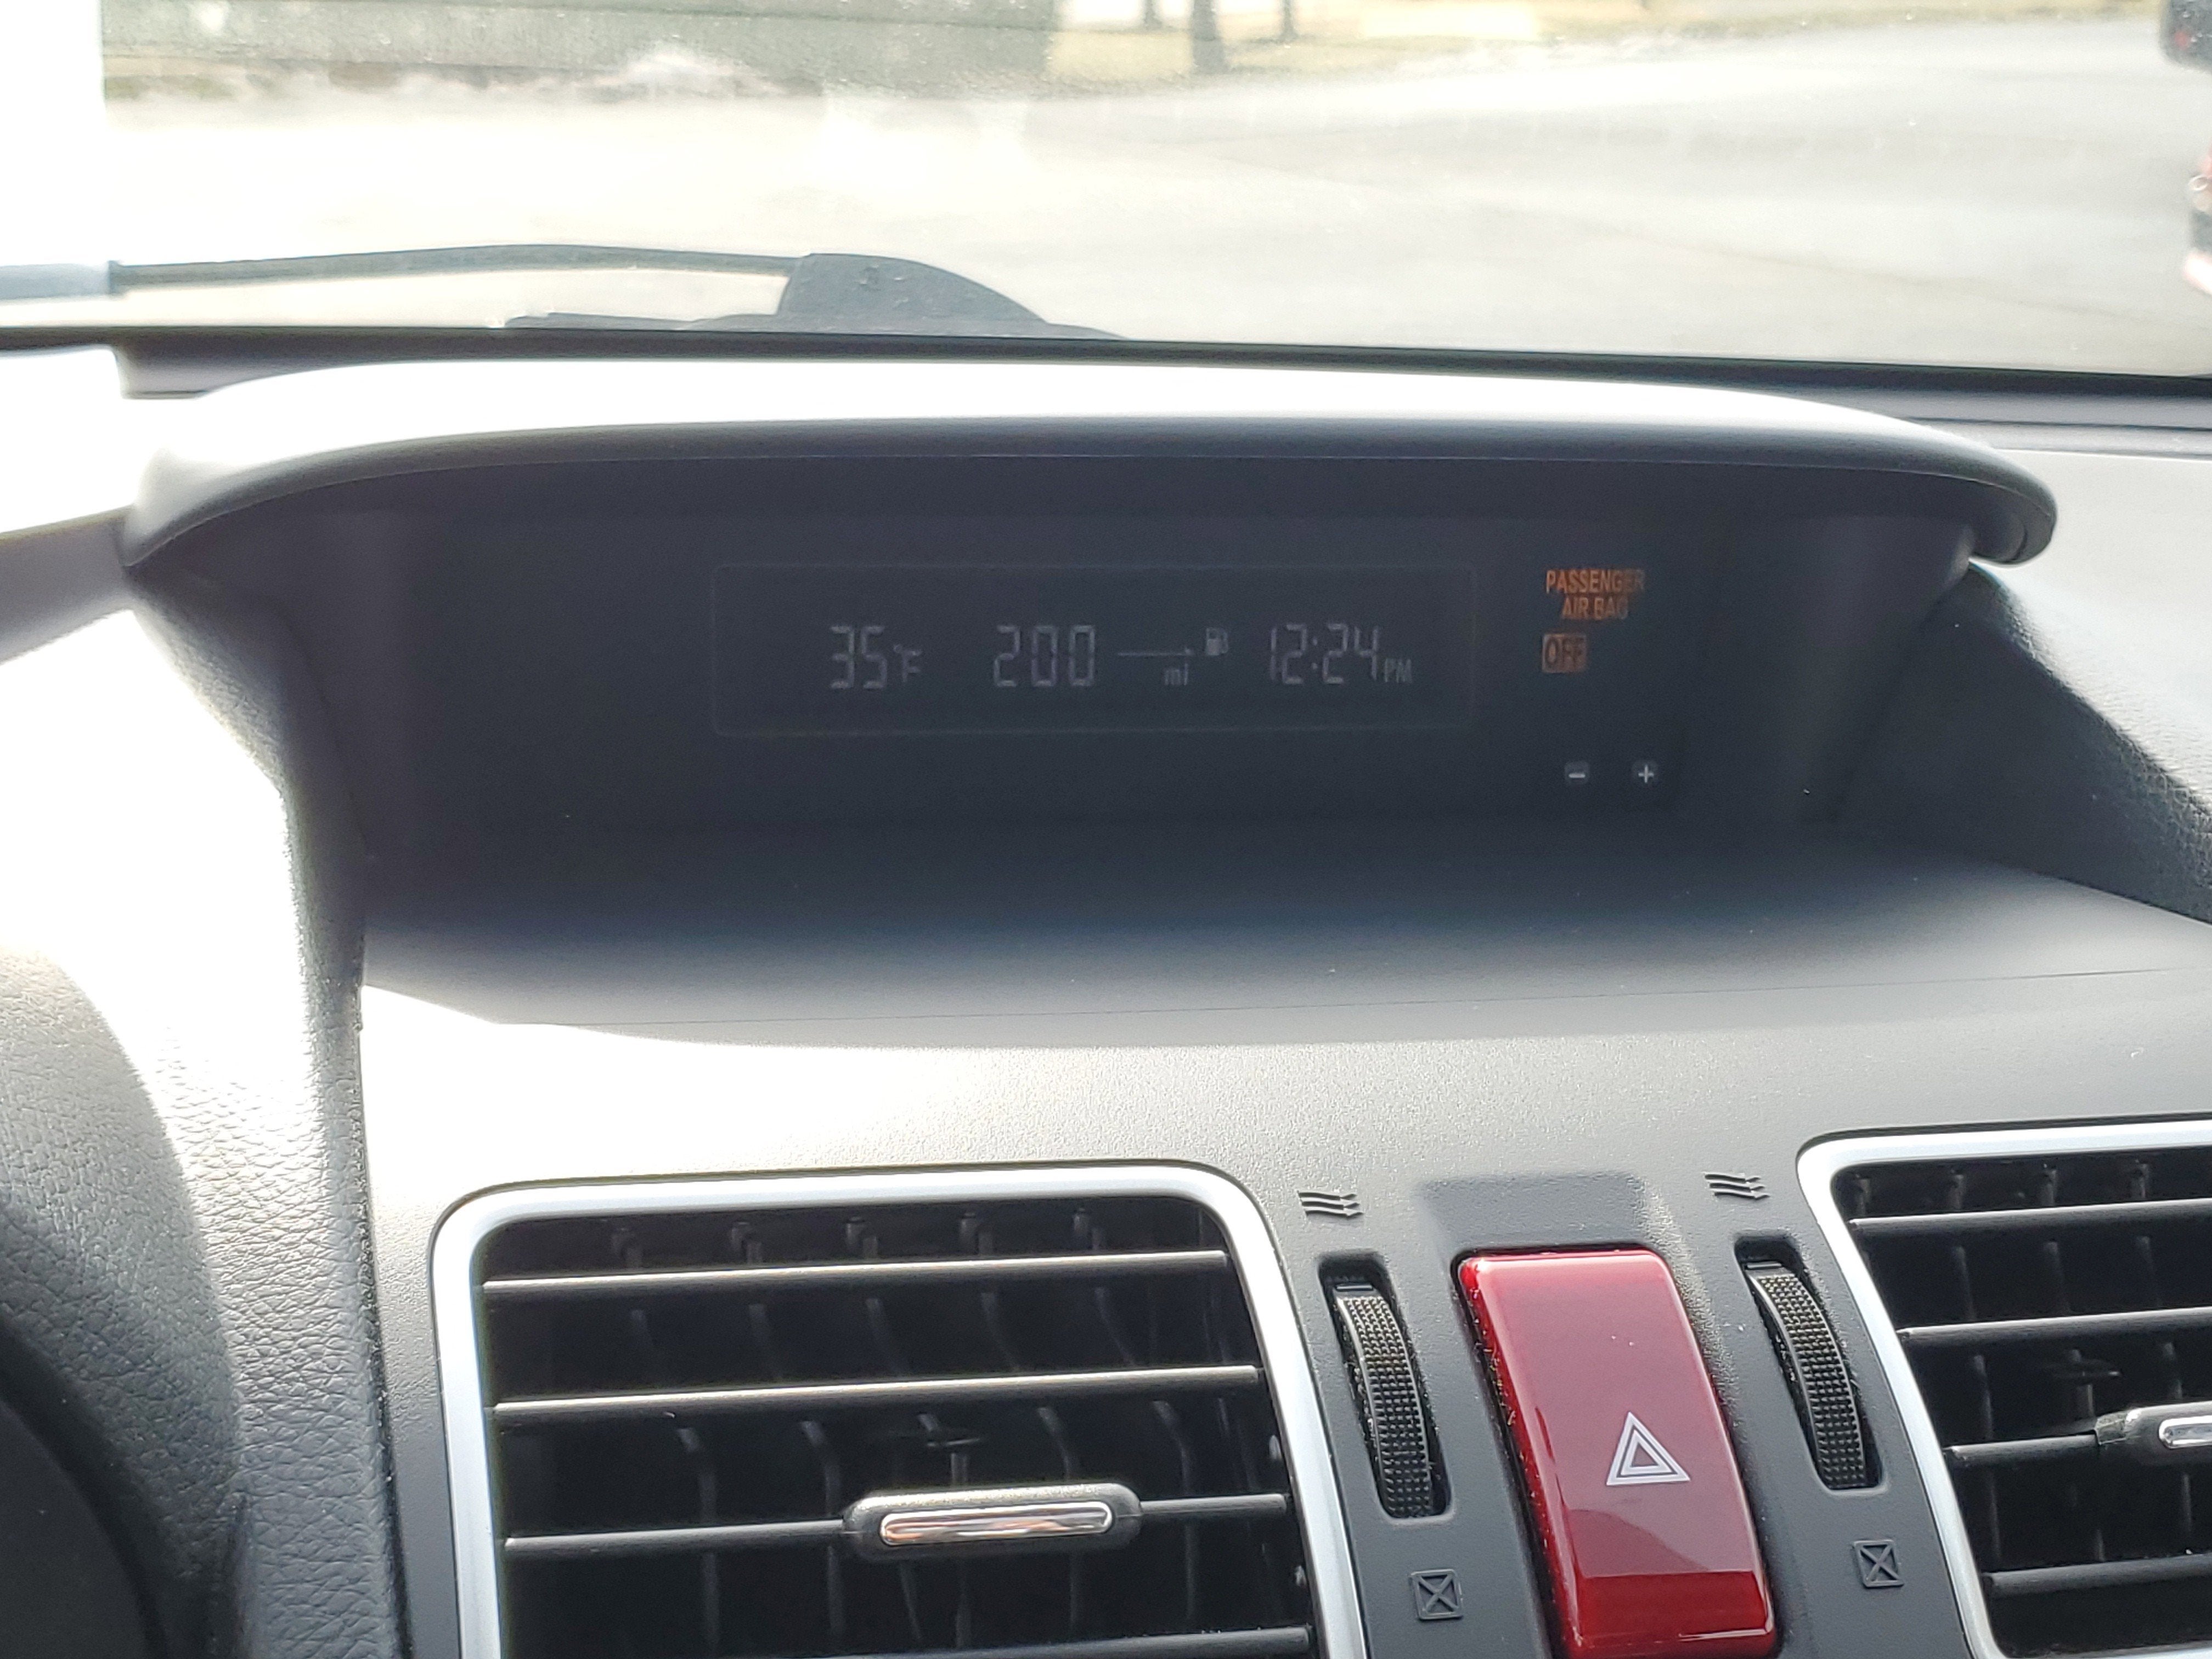 35°F 200 mi 12:24 PM
PASSENGER
AIR BAG
OFF
- +